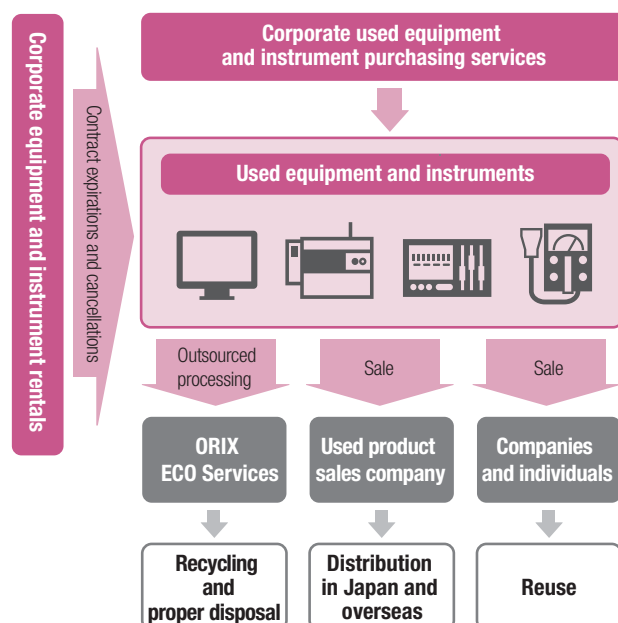 Corporate equipment and instrument rentals
Contract expirations and cancellations
Corporate used equipment
and instrument purchasing services
Used equipment and instruments
Outsourced
processing
Sale
Sale
ORIX
ECO Services
Used product
sales company
Companies
and individuals
Recycling
and
proper disposal
Distribution
in Japan and
overseas
Reuse